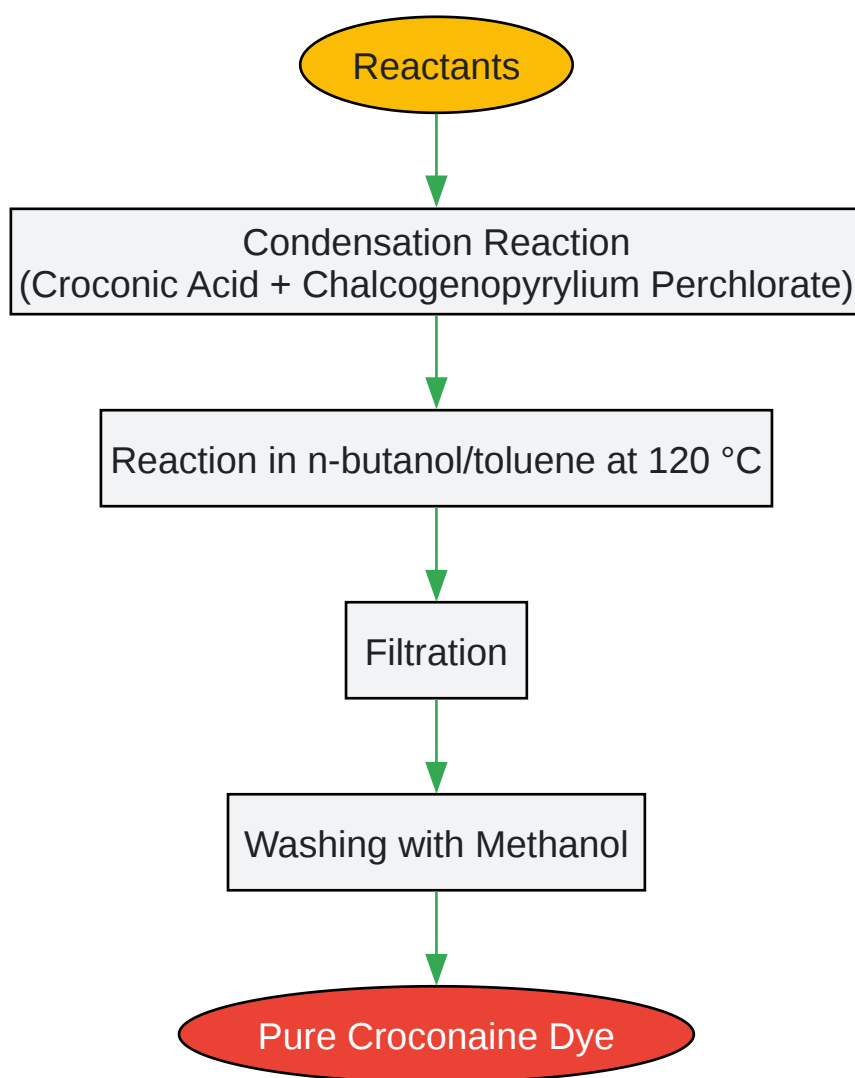 Reactants
Condensation Reaction
(Croconic Acid + Chalcogenopyrylium Perchlorate)
Reaction in n-butanol/toluene at 120 °C
Filtration
Washing with Methanol
Pure Croconaine Dye